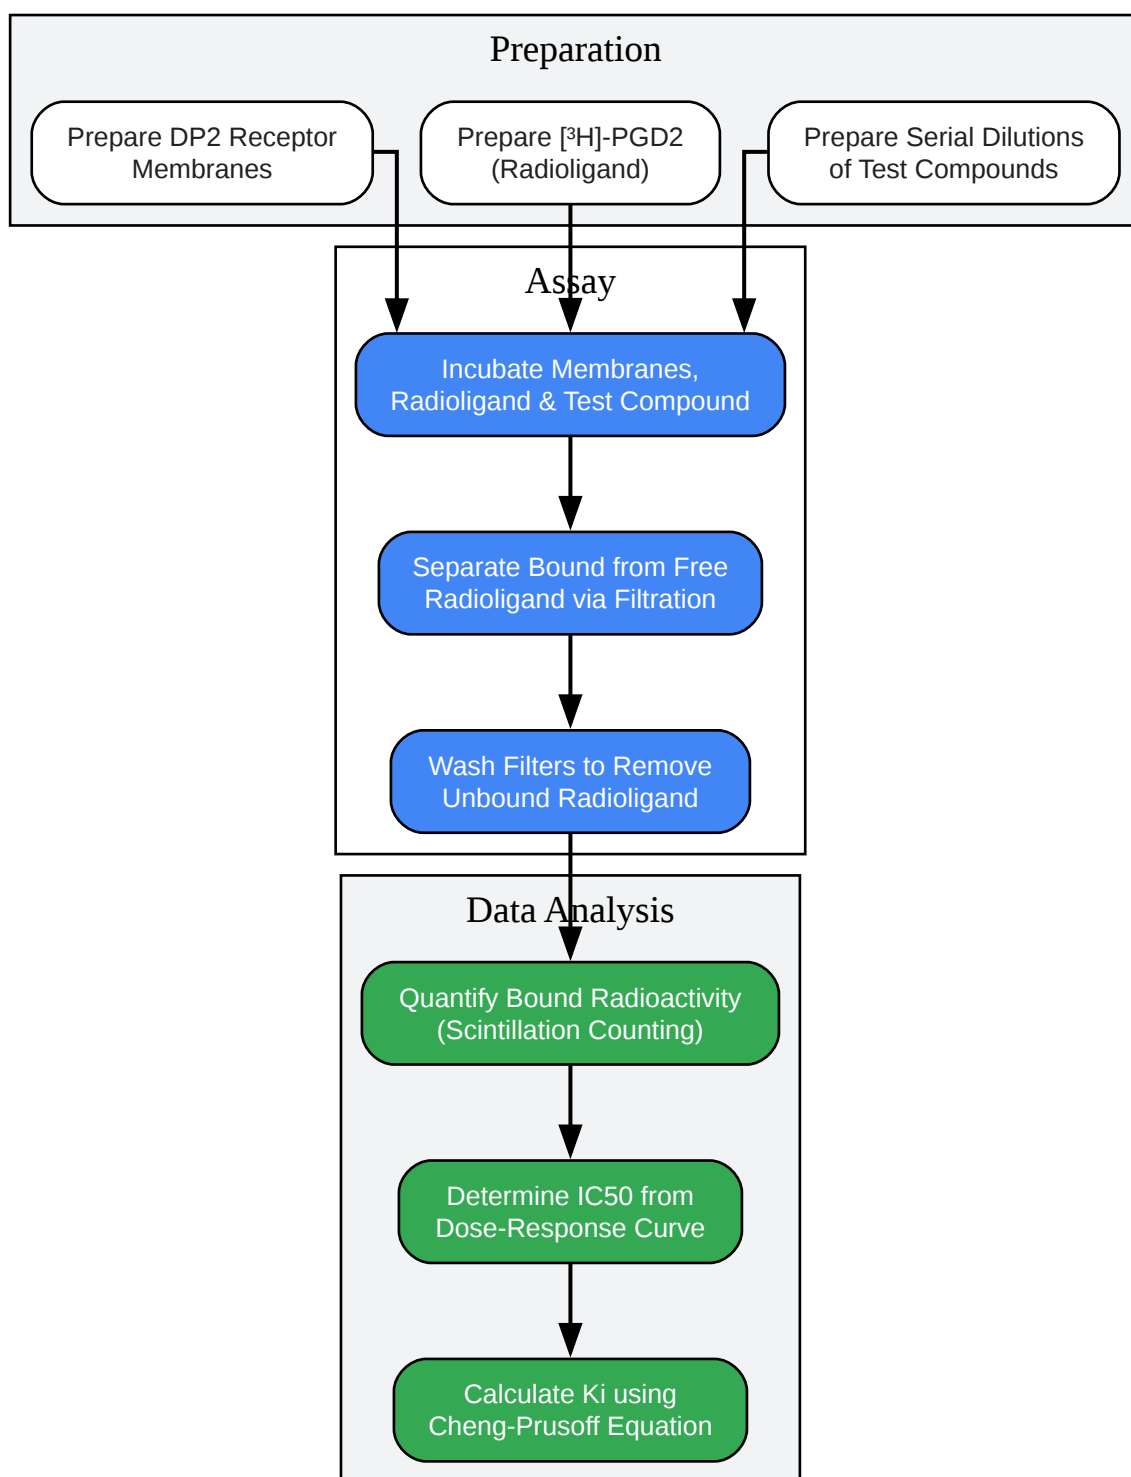 Preparation
Prepare DP2 Receptor
Membranes
Prepare [³H]-PGD2
(Radioligand)
Prepare Serial Dilutions
of Test Compounds
Assay
Incubate Membranes,
Radioligand & Test Compound
Separate Bound from Free
Radioligand via Filtration
Wash Filters to Remove
Unbound Radioligand
Data Analysis
Quantify Bound Radioactivity
(Scintillation Counting)
Determine IC50 from
Dose-Response Curve
Calculate Ki using
Cheng-Prusoff Equation